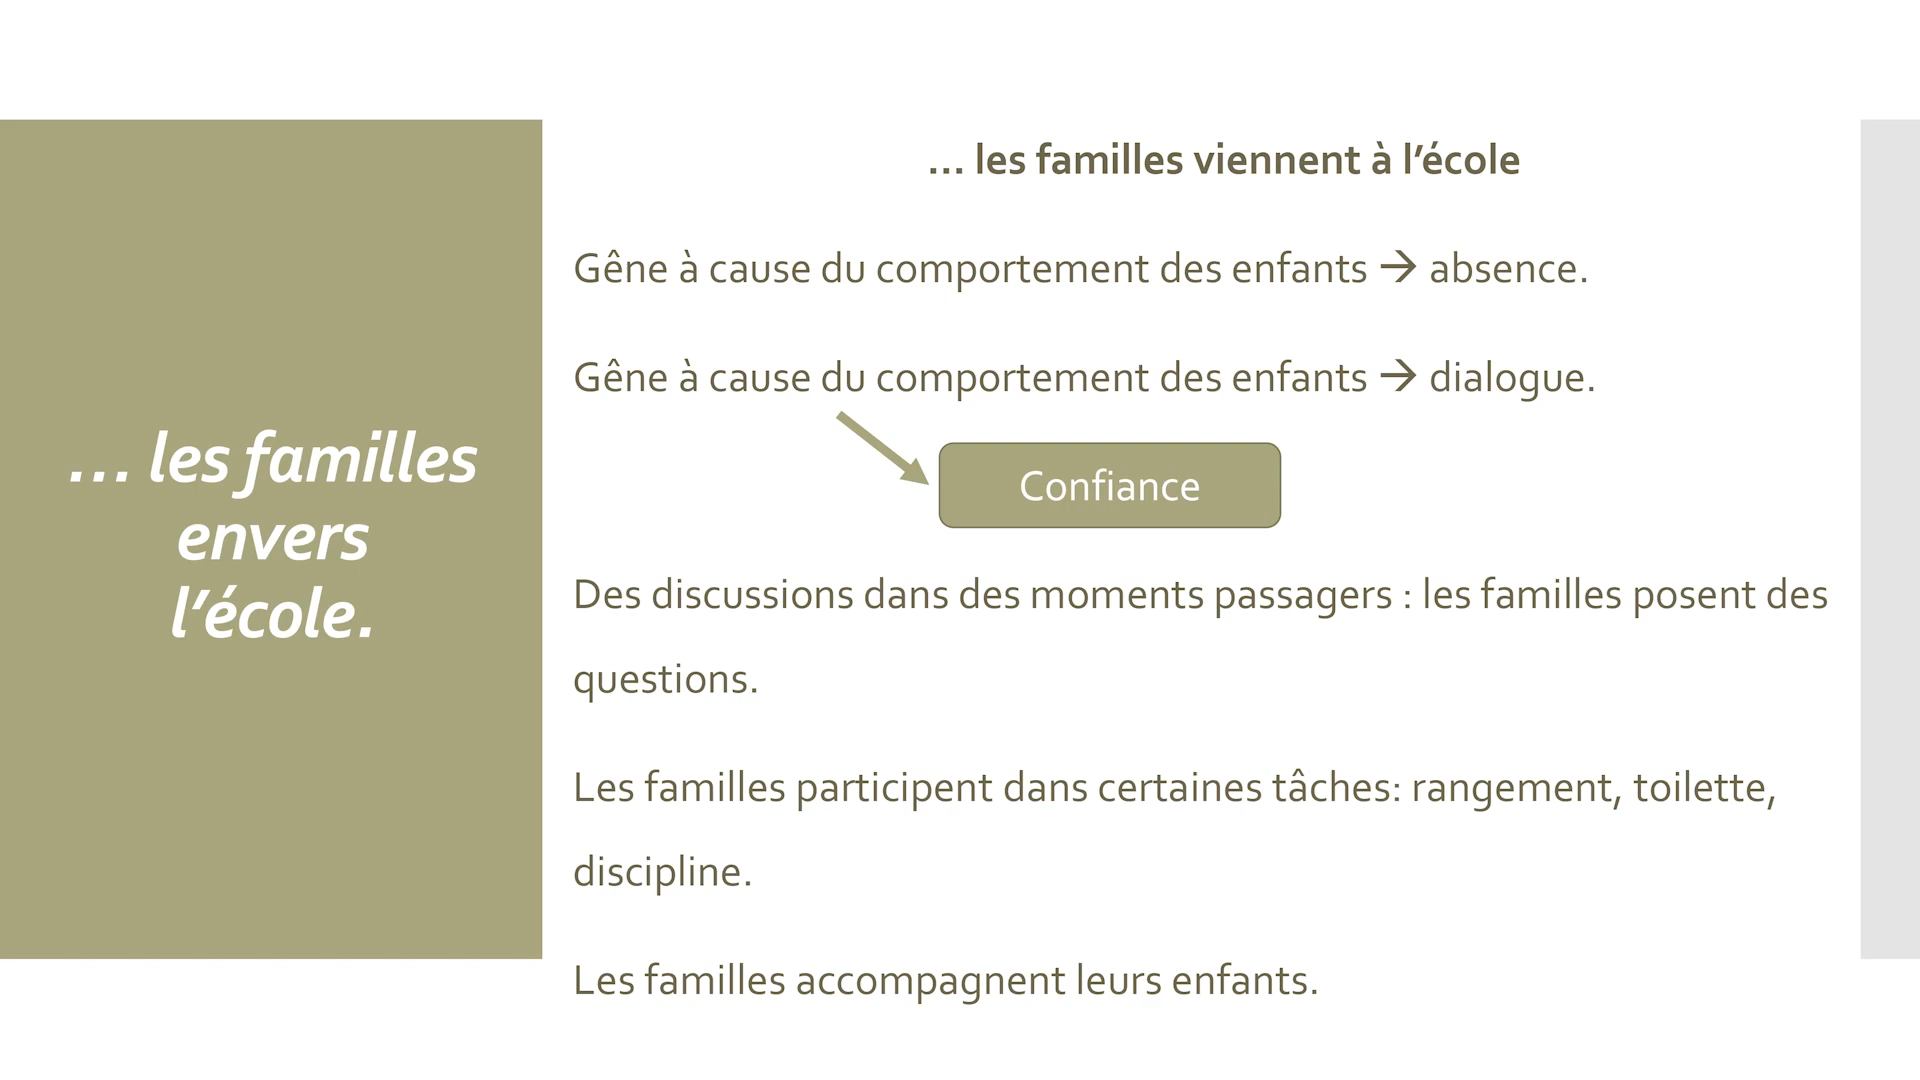 … les familles
envers
l’école.
… les familles viennent à l’école
Gêne à cause du comportement des enfants → absence.
Gêne à cause du comportement des enfants → dialogue.
Confiance
Des discussions dans des moments passagers : les familles posent des
questions.
Les familles participent dans certaines tâches: rangement, toilette,
discipline.
Les familles accompagnent leurs enfants.